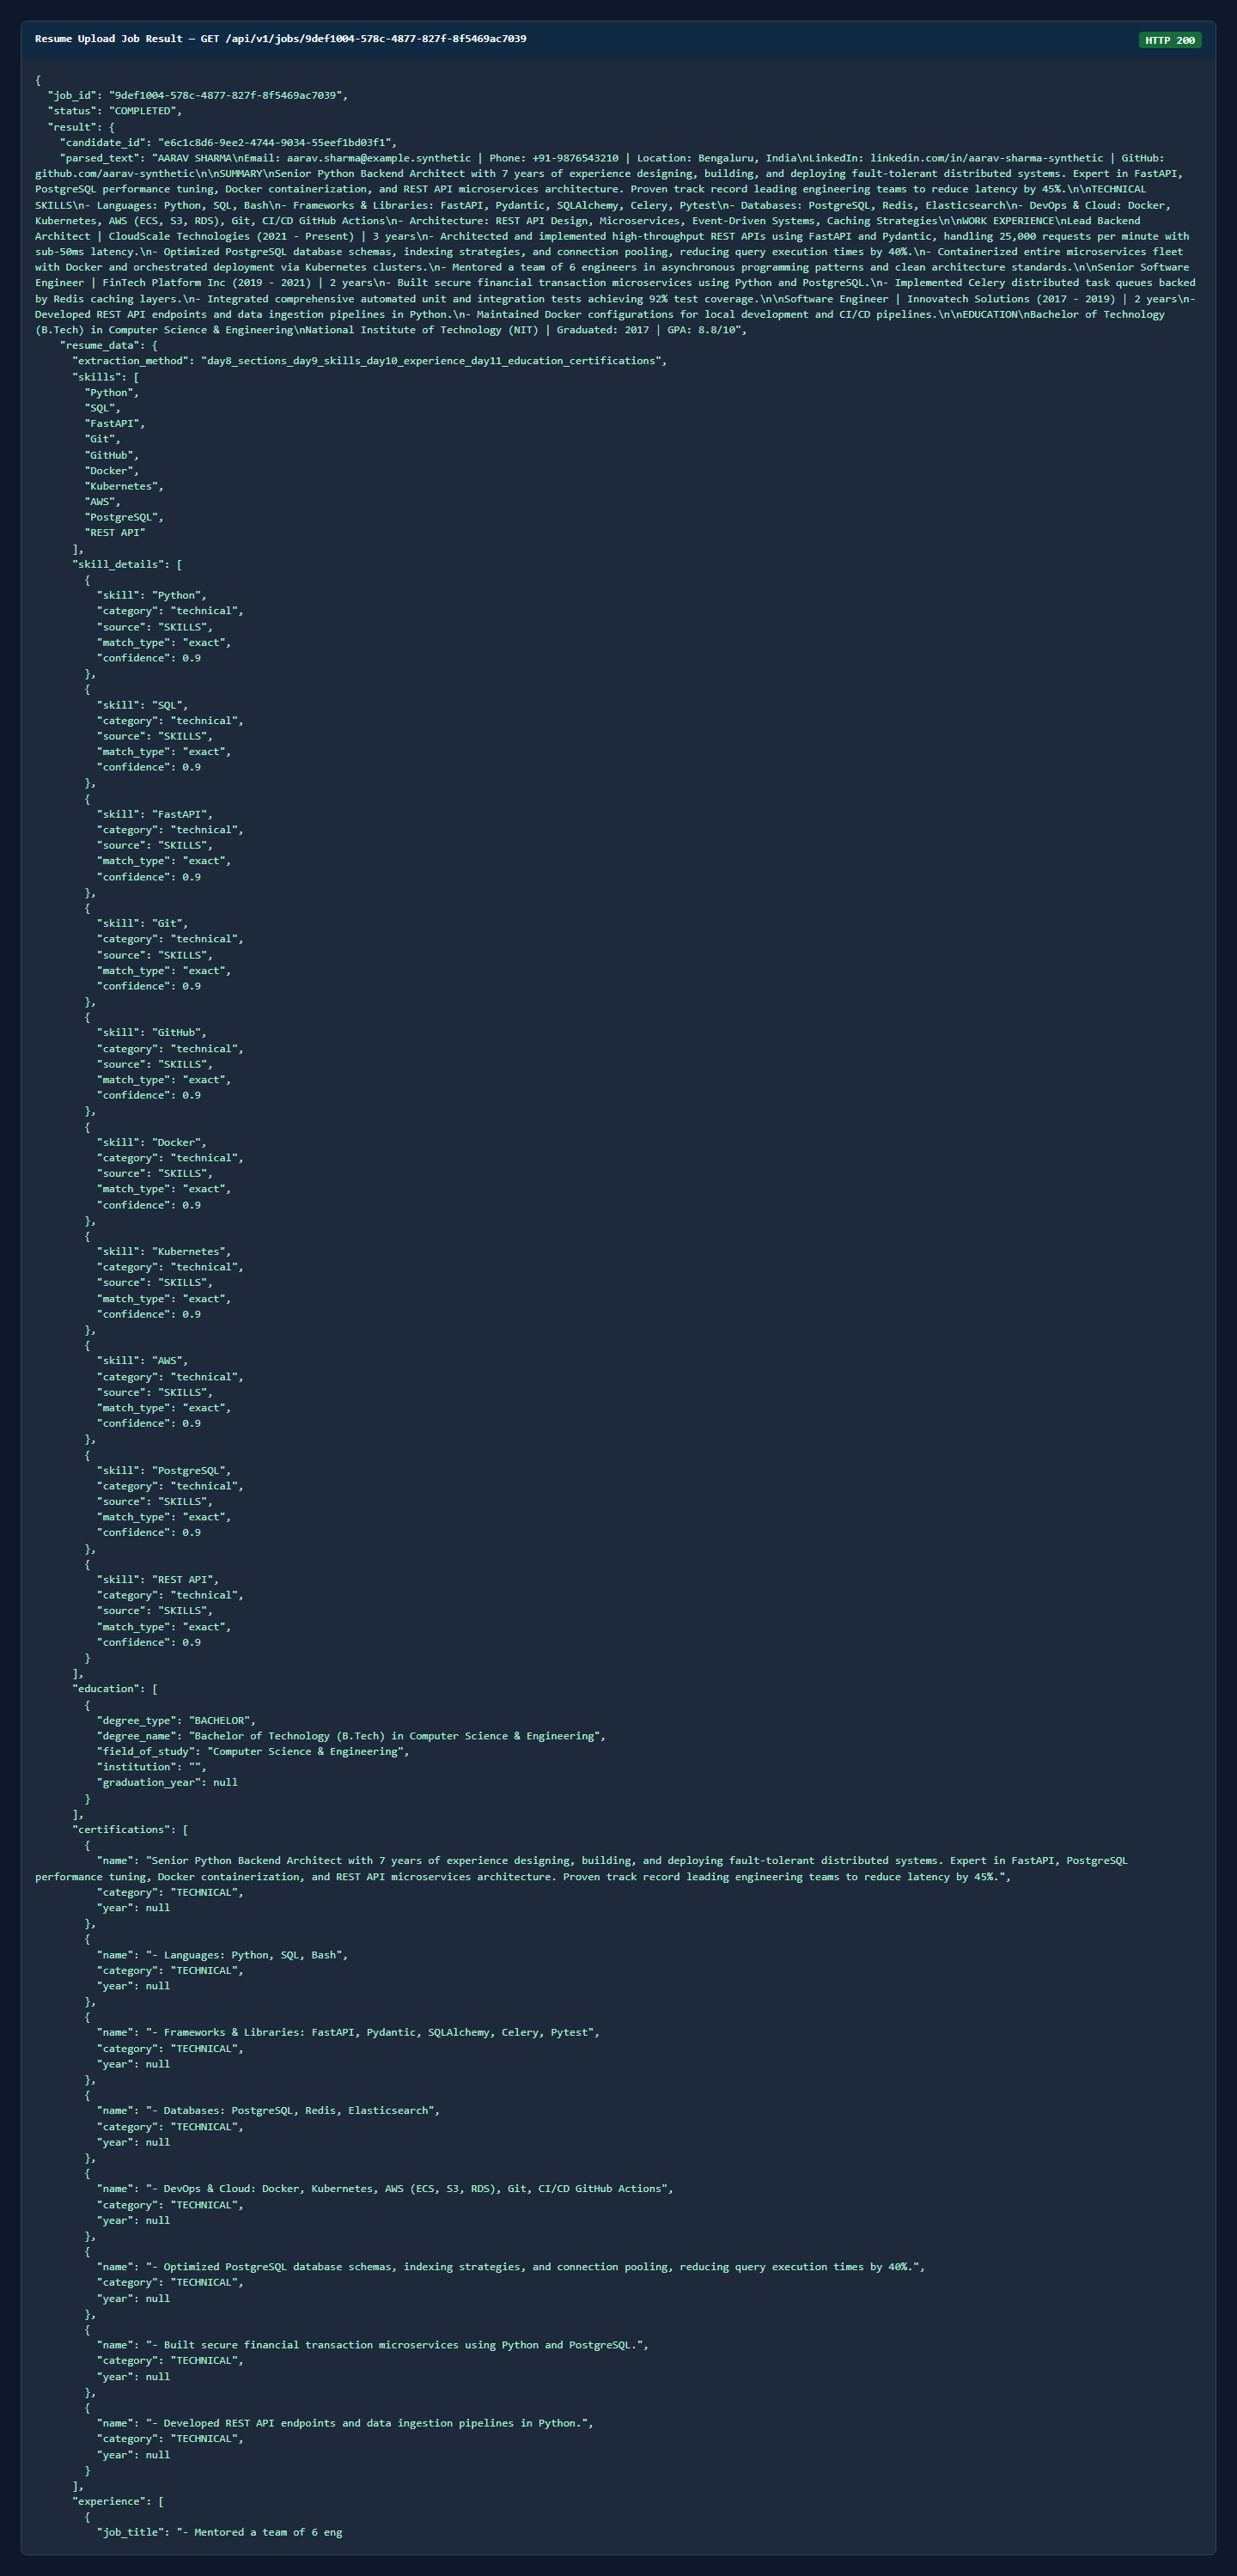 Resume Upload Job Result — GET /api/v1/jobs/9def1004-578c-4877-827f-8f5469ac7039
HTTP 200
{
  "job_id": "9def1004-578c-4877-827f-8f5469ac7039",
  "status": "COMPLETED",
  "result": {
    "candidate_id": "e6c1c8d6-9ee2-4744-9034-55eef1bd03f1",
    "parsed_text": "AARAV SHARMA\nEmail: aarav.sharma@example.synthetic | Phone: +91-9876543210 | Location: Bengaluru, India\nLinkedIn: linkedin.com/in/aarav-sharma-synthetic | GitHub:
github.com/aarav-synthetic\n\nSUMMARY\nSenior Python Backend Architect with 7 years of experience designing, building, and deploying fault-tolerant distributed systems. Expert in FastAPI,
PostgreSQL performance tuning, Docker containerization, and REST API microservices architecture. Proven track record leading engineering teams to reduce latency by 45%.\n\nTECHNICAL
SKILLS\n- Languages: Python, SQL, Bash\n- Frameworks & Libraries: FastAPI, Pydantic, SQLAlchemy, Celery, Pytest\n- Databases: PostgreSQL, Redis, Elasticsearch\n- DevOps & Cloud: Docker,
Kubernetes, AWS (ECS, S3, RDS), Git, CI/CD GitHub Actions\n- Architecture: REST API Design, Microservices, Event-Driven Systems, Caching Strategies\n\nWORK EXPERIENCE\nLead Backend
Architect | CloudScale Technologies (2021 - Present) | 3 years\n- Architected and implemented high-throughput REST APIs using FastAPI and Pydantic, handling 25,000 requests per minute with
sub-50ms latency.\n- Optimized PostgreSQL database schemas, indexing strategies, and connection pooling, reducing query execution times by 40%.\n- Containerized entire microservices fleet
with Docker and orchestrated deployment via Kubernetes clusters.\n- Mentored a team of 6 engineers in asynchronous programming patterns and clean architecture standards.\n\nSenior Software
Engineer | FinTech Platform Inc (2019 - 2021) | 2 years\n- Built secure financial transaction microservices using Python and PostgreSQL.\n- Implemented Celery distributed task queues backed
by Redis caching layers.\n- Integrated comprehensive automated unit and integration tests achieving 92% test coverage.\n\nSoftware Engineer | Innovatech Solutions (2017 - 2019) | 2 years\n-
Developed REST API endpoints and data ingestion pipelines in Python.\n- Maintained Docker configurations for local development and CI/CD pipelines.\n\nEDUCATION\nBachelor of Technology
(B.Tech) in Computer Science & Engineering\nNational Institute of Technology (NIT) | Graduated: 2017 | GPA: 8.8/10",
    "resume_data": {
      "extraction_method": "day8_sections_day9_skills_day10_experience_day11_education_certifications",
      "skills": [
        "Python",
        "SQL",
        "FastAPI",
        "Git",
        "GitHub",
        "Docker",
        "Kubernetes",
        "AWS",
        "PostgreSQL",
        "REST API"
      ],
      "skill_details": [
        {
          "skill": "Python",
          "category": "technical",
          "source": "SKILLS",
          "match_type": "exact",
          "confidence": 0.9
        },
        {
          "skill": "SQL",
          "category": "technical",
          "source": "SKILLS",
          "match_type": "exact",
          "confidence": 0.9
        },
        {
          "skill": "FastAPI",
          "category": "technical",
          "source": "SKILLS",
          "match_type": "exact",
          "confidence": 0.9
        },
        {
          "skill": "Git",
          "category": "technical",
          "source": "SKILLS",
          "match_type": "exact",
          "confidence": 0.9
        },
        {
          "skill": "GitHub",
          "category": "technical",
          "source": "SKILLS",
          "match_type": "exact",
          "confidence": 0.9
        },
        {
          "skill": "Docker",
          "category": "technical",
          "source": "SKILLS",
          "match_type": "exact",
          "confidence": 0.9
        },
        {
          "skill": "Kubernetes",
          "category": "technical",
          "source": "SKILLS",
          "match_type": "exact",
          "confidence": 0.9
        },
        {
          "skill": "AWS",
          "category": "technical",
          "source": "SKILLS",
          "match_type": "exact",
          "confidence": 0.9
        },
        {
          "skill": "PostgreSQL",
          "category": "technical",
          "source": "SKILLS",
          "match_type": "exact",
          "confidence": 0.9
        },
        {
          "skill": "REST API",
          "category": "technical",
          "source": "SKILLS",
          "match_type": "exact",
          "confidence": 0.9
        }
      ],
      "education": [
        {
          "degree_type": "BACHELOR",
          "degree_name": "Bachelor of Technology (B.Tech) in Computer Science & Engineering",
          "field_of_study": "Computer Science & Engineering",
          "institution": "",
          "graduation_year": null
        }
      ],
      "certifications": [
        {
          "name": "Senior Python Backend Architect with 7 years of experience designing, building, and deploying fault-tolerant distributed systems. Expert in FastAPI, PostgreSQL
performance tuning, Docker containerization, and REST API microservices architecture. Proven track record leading engineering teams to reduce latency by 45%.",
          "category": "TECHNICAL",
          "year": null
        },
        {
          "name": "- Languages: Python, SQL, Bash",
          "category": "TECHNICAL",
          "year": null
        },
        {
          "name": "- Frameworks & Libraries: FastAPI, Pydantic, SQLAlchemy, Celery, Pytest",
          "category": "TECHNICAL",
          "year": null
        },
        {
          "name": "- Databases: PostgreSQL, Redis, Elasticsearch",
          "category": "TECHNICAL",
          "year": null
        },
        {
          "name": "- DevOps & Cloud: Docker, Kubernetes, AWS (ECS, S3, RDS), Git, CI/CD GitHub Actions",
          "category": "TECHNICAL",
          "year": null
        },
        {
          "name": "- Optimized PostgreSQL database schemas, indexing strategies, and connection pooling, reducing query execution times by 40%.",
          "category": "TECHNICAL",
          "year": null
        },
        {
          "name": "- Built secure financial transaction microservices using Python and PostgreSQL.",
          "category": "TECHNICAL",
          "year": null
        },
        {
          "name": "- Developed REST API endpoints and data ingestion pipelines in Python.",
          "category": "TECHNICAL",
          "year": null
        }
      ],
      "experience": [
        {
          "job_title": "- Mentored a team of 6 eng